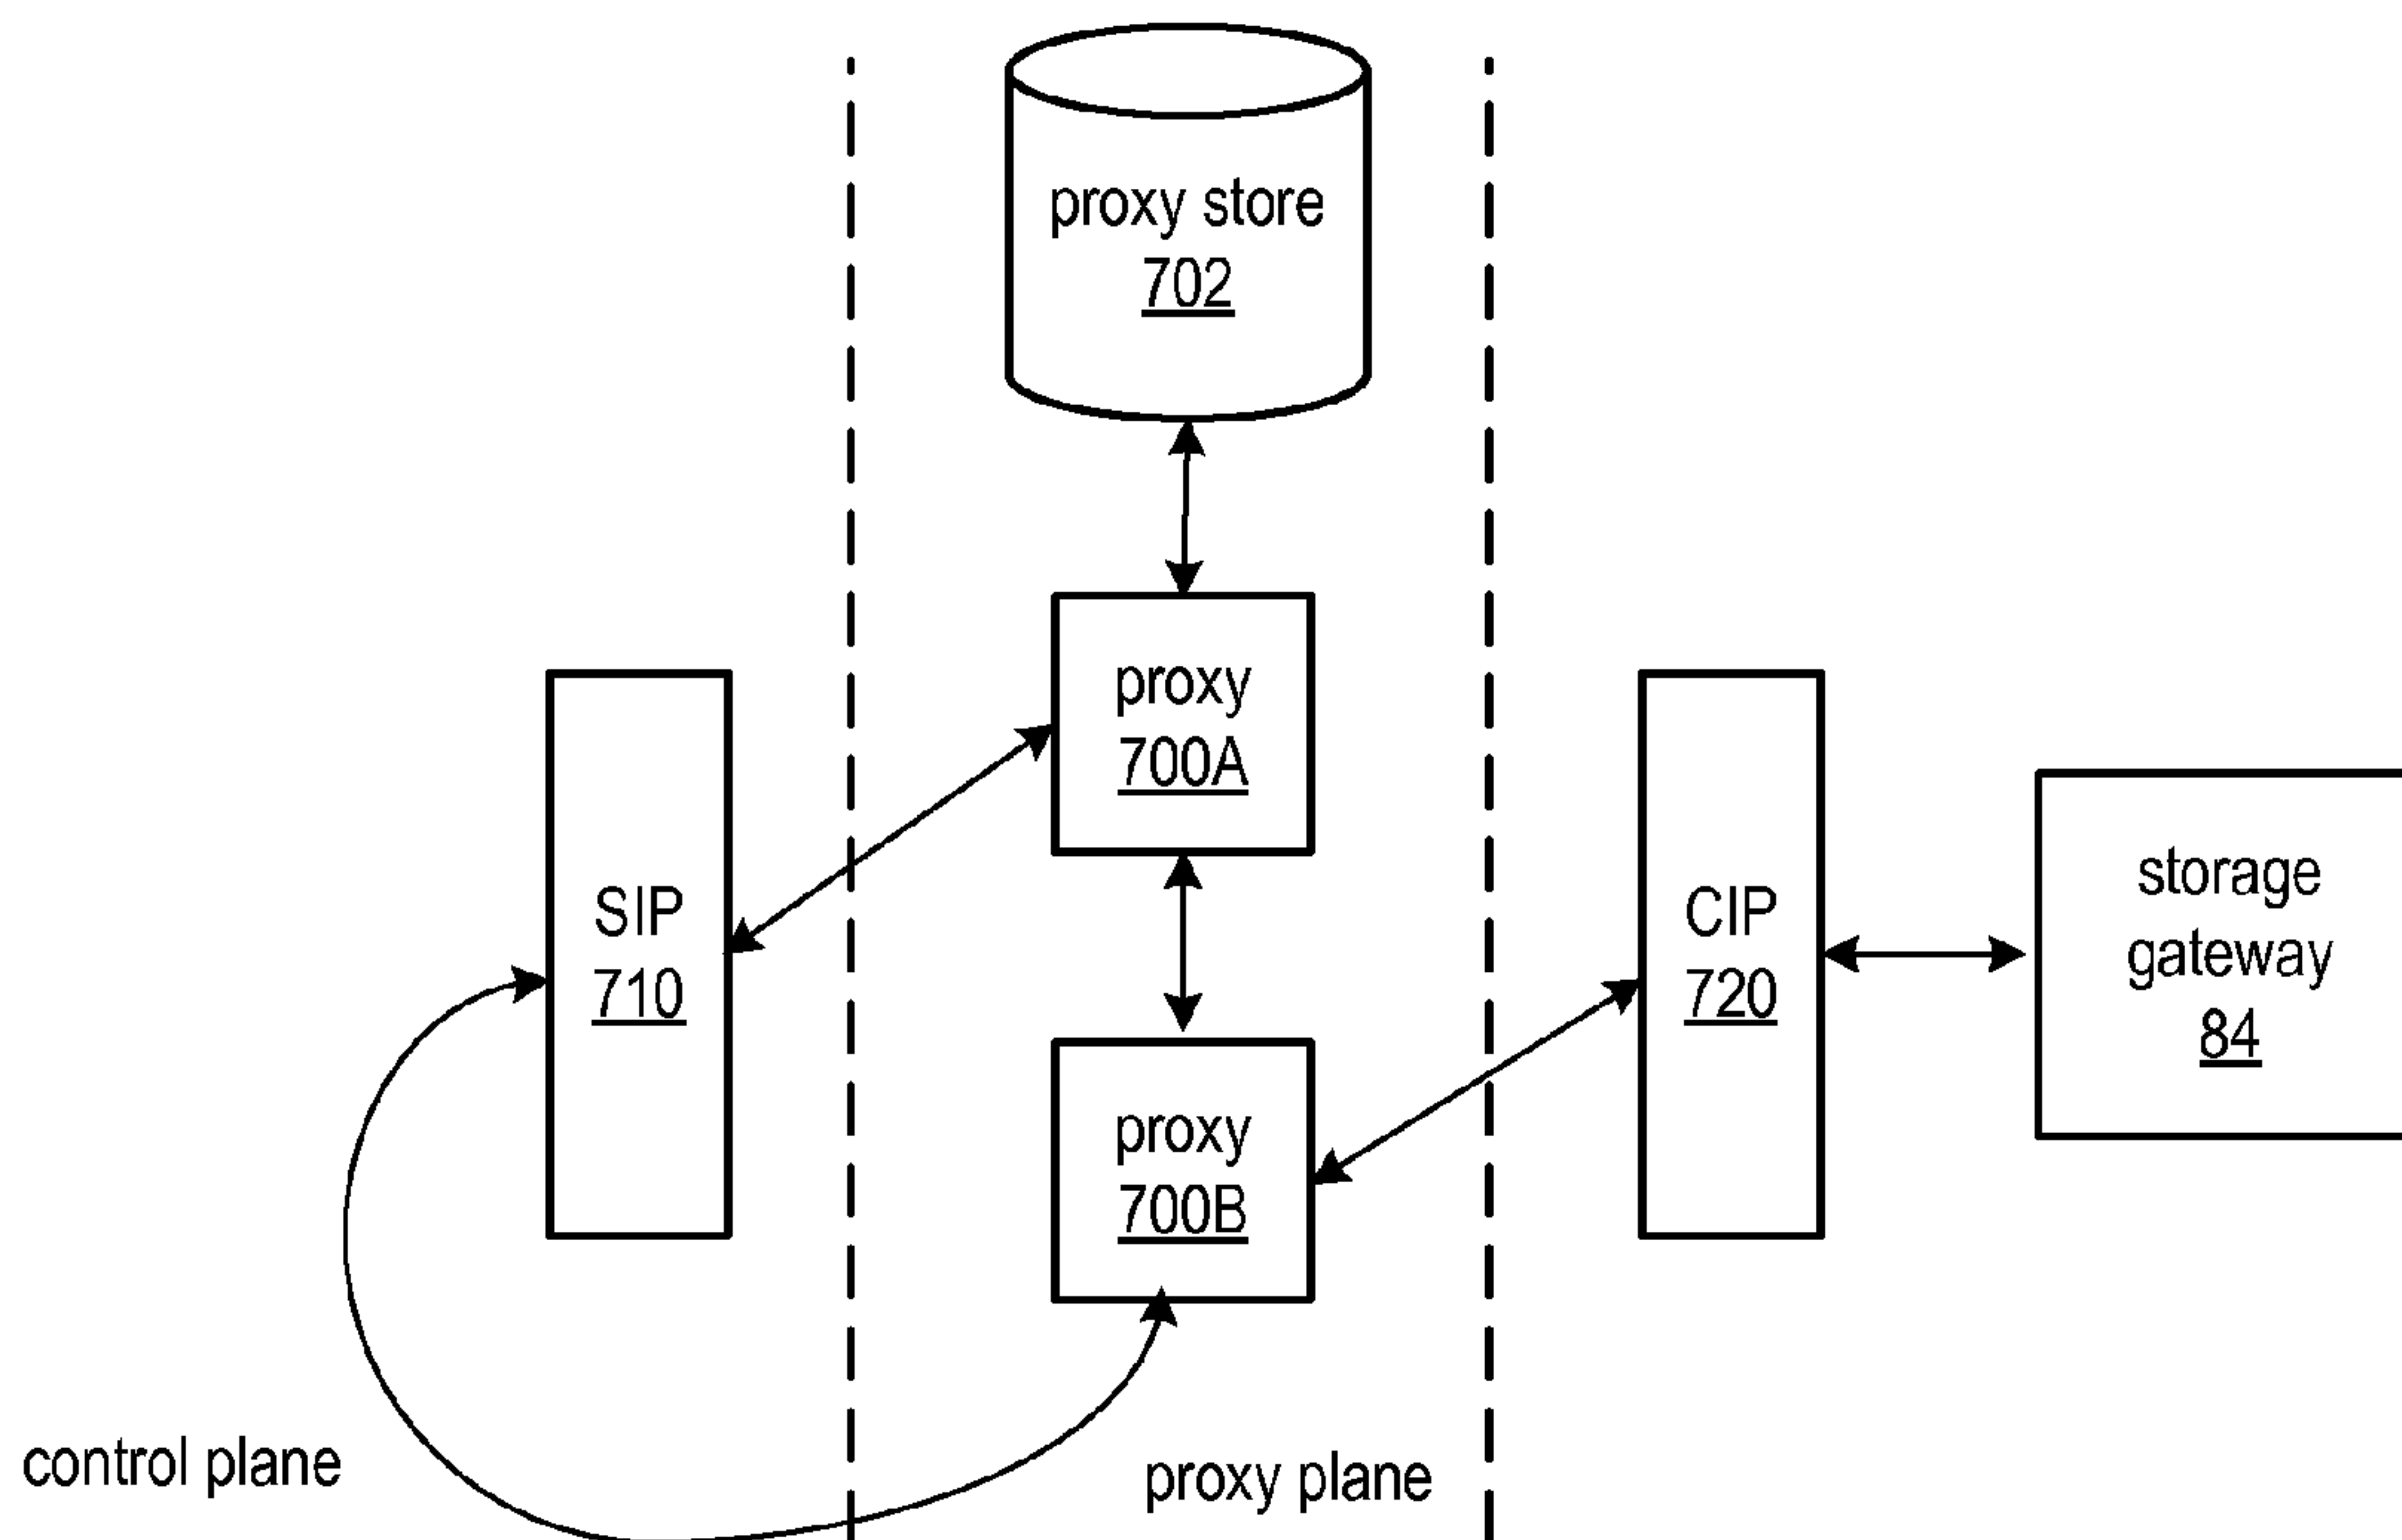 proxy store
702
proxy
700A
SIP
710
CIP
720
storage
gateway
84
proxy
700B
control plane
proxy plane